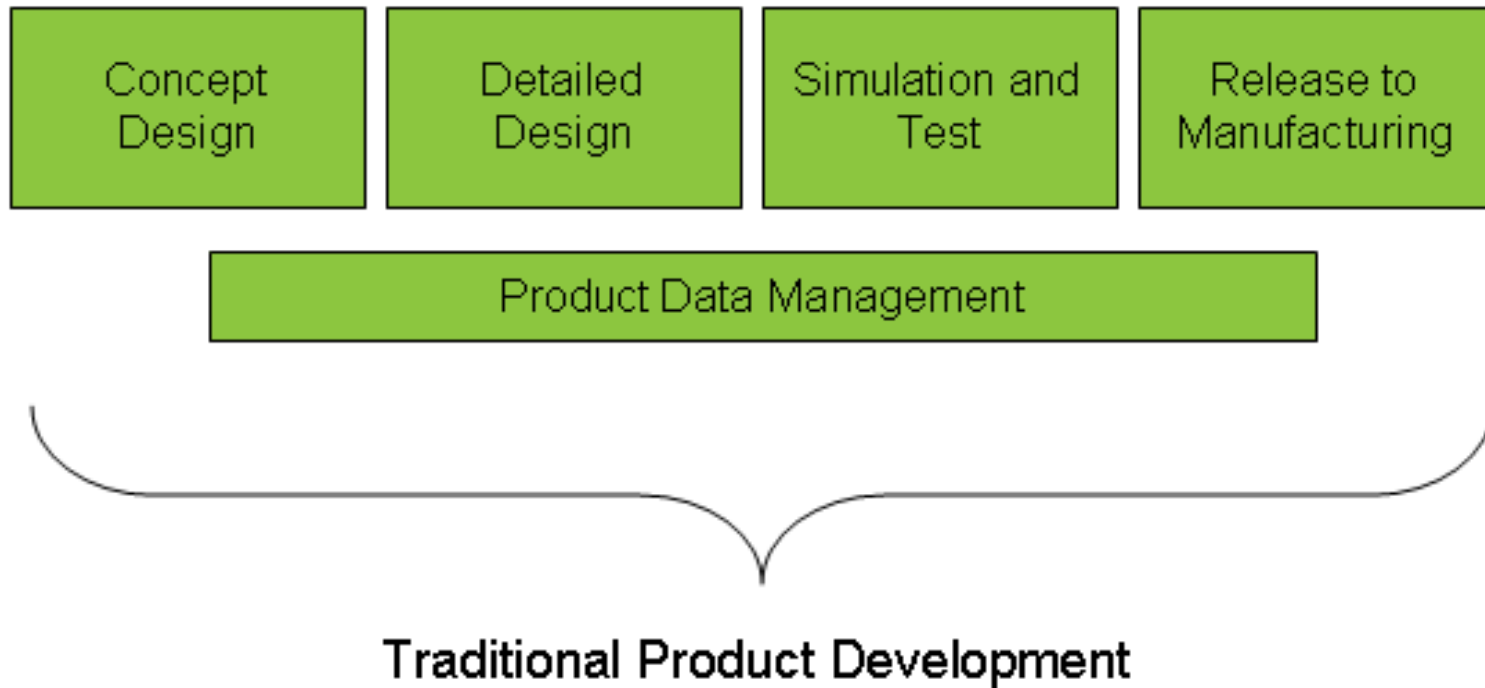 Concept
Design
Detailed
Design
Simulation and
Test
Release to
Manufacturing
Product Data Management
Traditional Product Development